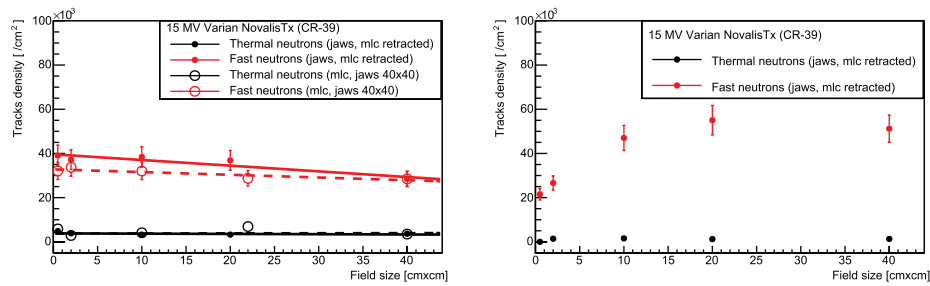 ×10³
100
80
60
40
20
0
Tracks density [/cm²]
15 MV Varian NovalisTx (CR-39)
Thermal neutrons (jaws, mlc retracted)
Fast neutrons (jaws, mlc retracted)
Thermal neutrons (mlc, jaws 40x40)
Fast neutrons (mlc, jaws 40x40)
0 5 10 15 20 25 30 35 40
Field size [cmxcm]
×10³
100
80
60
40
20
0
Tracks density [/cm²]
15 MV Varian NovalisTx (CR-39)
Thermal neutrons (jaws, mlc retracted)
Fast neutrons (jaws, mlc retracted)
0 5 10 15 20 25 30 35 40
Field size [cmxcm]